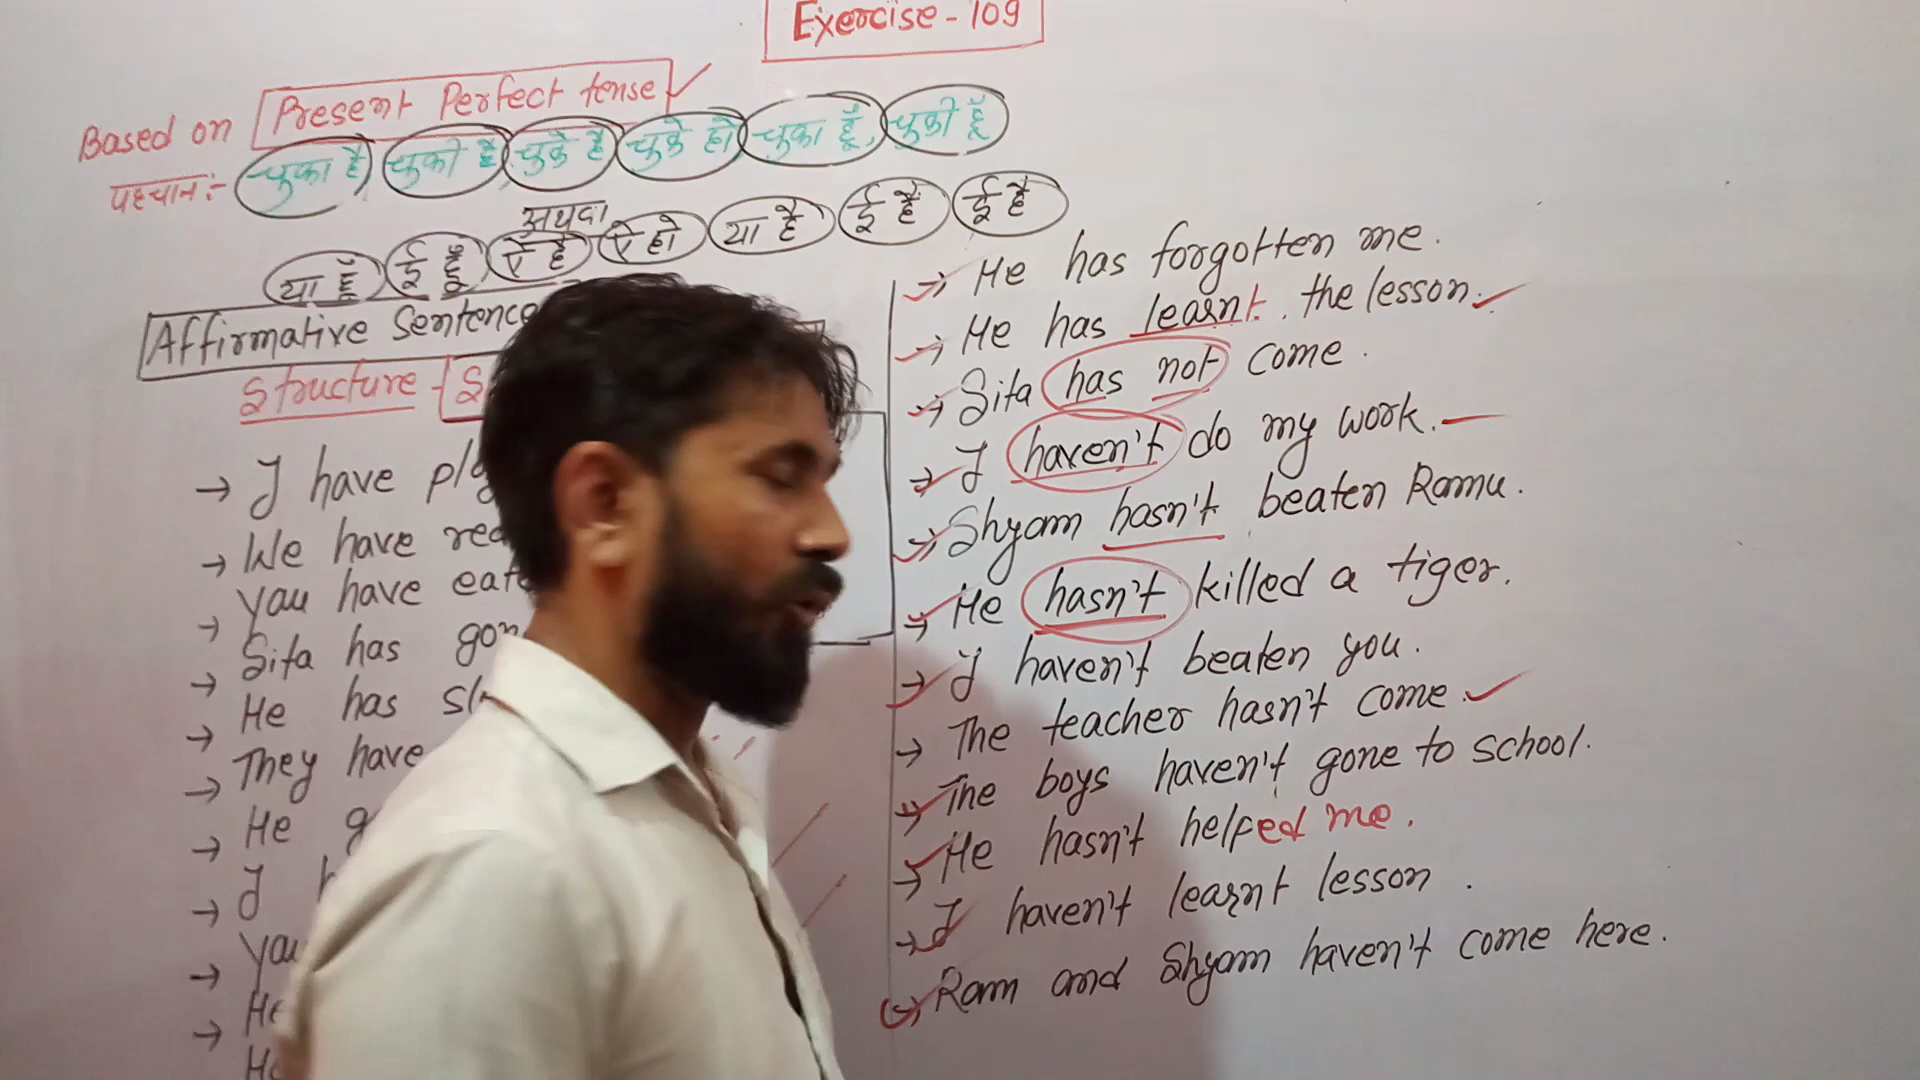 Exercise - 109
Based on Present Perfect tense
पहचान :- चुका है, चुकी है, चुके हैं, चुके हो, चुका हूँ, चुकी हूँ
अथवा
या हूँ ई हूँ ऐ हैं ऐ हो या है ई है ई हैं
Affirmative Sentence
Structure - S
→ I have
→ We have
→ You have
→ Sita has
→ He has
→ They have
→ He
→ I
→ You
→ He
He
→ He has forgotten me.
→ He has learnt. the lesson.
→ Sita has not come.
→ I haven't do my work.
→ Shyam hasn't beaten Ramu.
→ He hasn't killed a tiger.
→ I haven't beaten you.
→ The teacher hasn't come.
→ The boys haven't gone to school.
→ He hasn't helped me.
→ I haven't learnt lesson.
→ Ram and Shyam haven't come here.